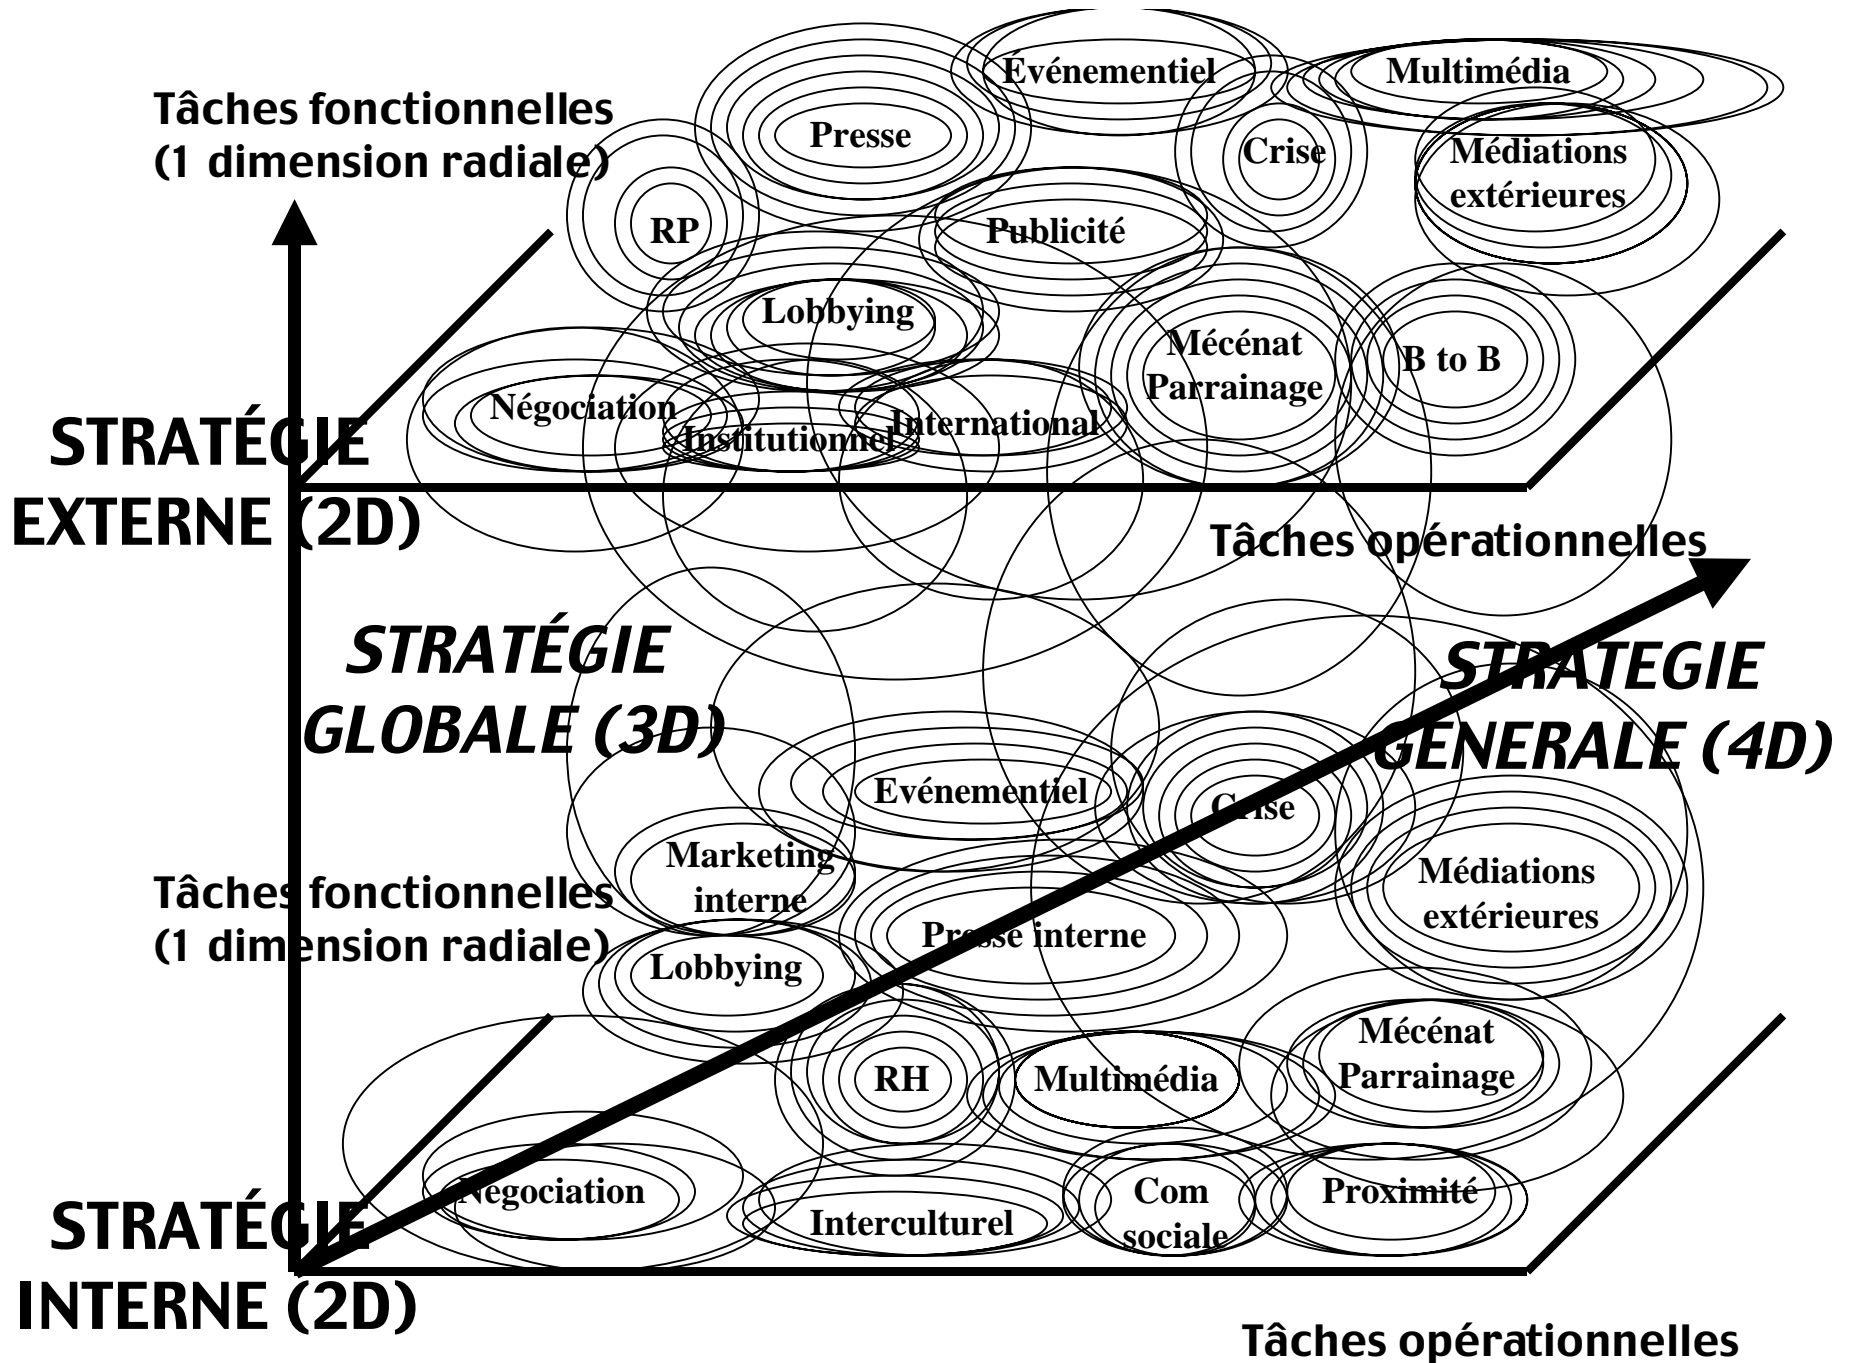 Événementiel
Multimédia
Tâches fonctionnelles
(1 dimension radiale)
Presse
Crise
Médiations
extérieures
RP
Publicité
Lobbying
Mécénat
Parrainage
B to B
Négociation
International
Institutionnel
STRATÉGIE
EXTERNE (2D)
Tâches opérationnelles
STRATÉGIE
GLOBALE (3D)
STRATEGIE
GENERALE (4D)
Evénementiel
Crise
Marketing
interne
Médiations
extérieures
Tâches fonctionnelles
(1 dimension radiale)
Presse interne
Lobbying
Mécénat
Parrainage
RH
Multimédia
Negociation
Com
sociale
Proximité
Interculturel
STRATÉGIE
INTERNE (2D)
Tâches opérationnelles